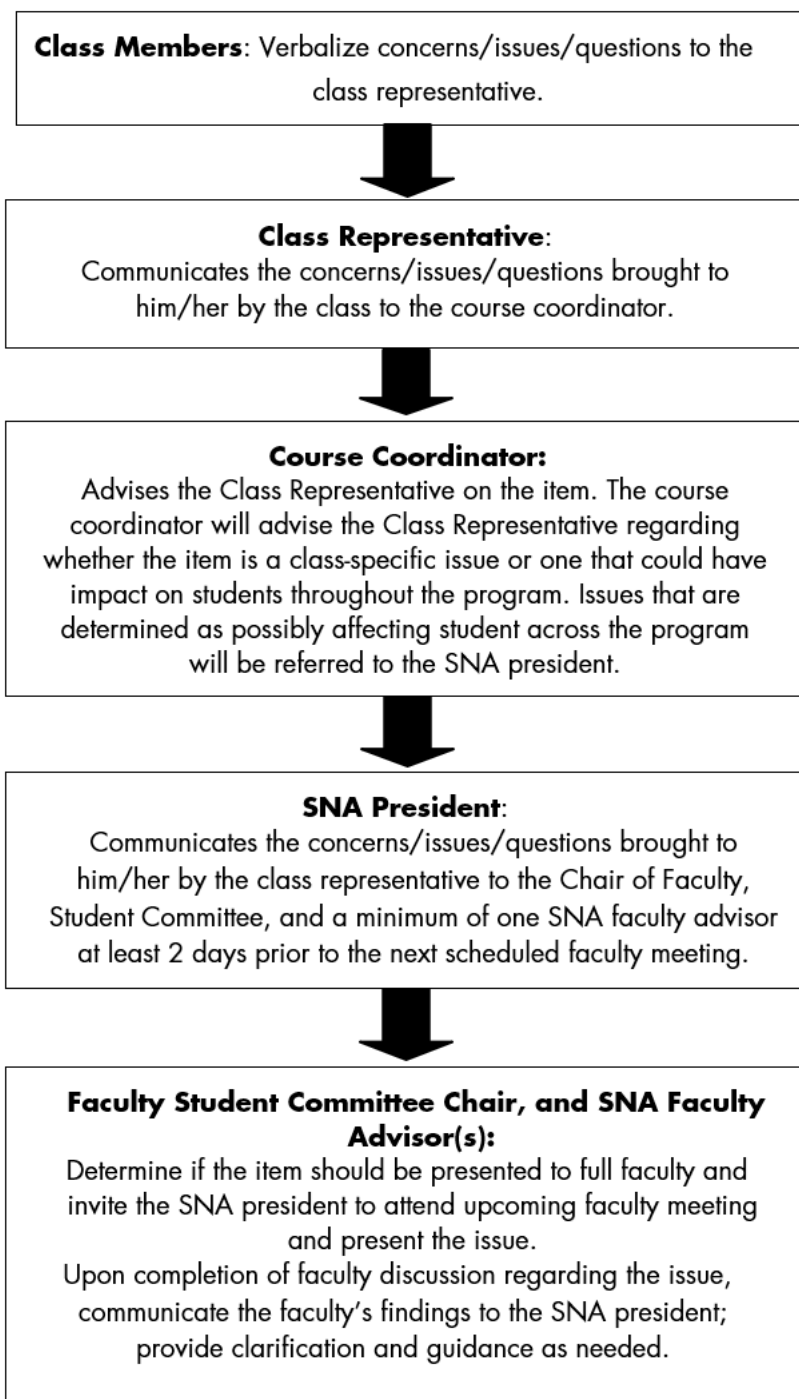 Class Members: Verbalize concerns/issues/questions to the
class representative.
Class Representative:
Communicates the concerns/issues/questions brought to
him/her by the class to the course coordinator.
Course Coordinator:
Advises the Class Representative on the item. The course
coordinator will advise the Class Representative regarding
whether the item is a class-specific issue or one that could have
impact on students throughout the program. Issues that are
determined as possibly affecting student across the program
will be referred to the SNA president.
SNA President:
Communicates the concerns/issues/questions brought to
him/her by the class representative to the Chair of Faculty,
Student Committee, and a minimum of one SNA faculty advisor
at least 2 days prior to the next scheduled faculty meeting.
Faculty Student Committee Chair, and SNA Faculty
Advisor(s):
Determine if the item should be presented to full faculty and
invite the SNA president to attend upcoming faculty meeting
and present the issue.
Upon completion of faculty discussion regarding the issue,
communicate the faculty’s findings to the SNA president;
provide clarification and guidance as needed.